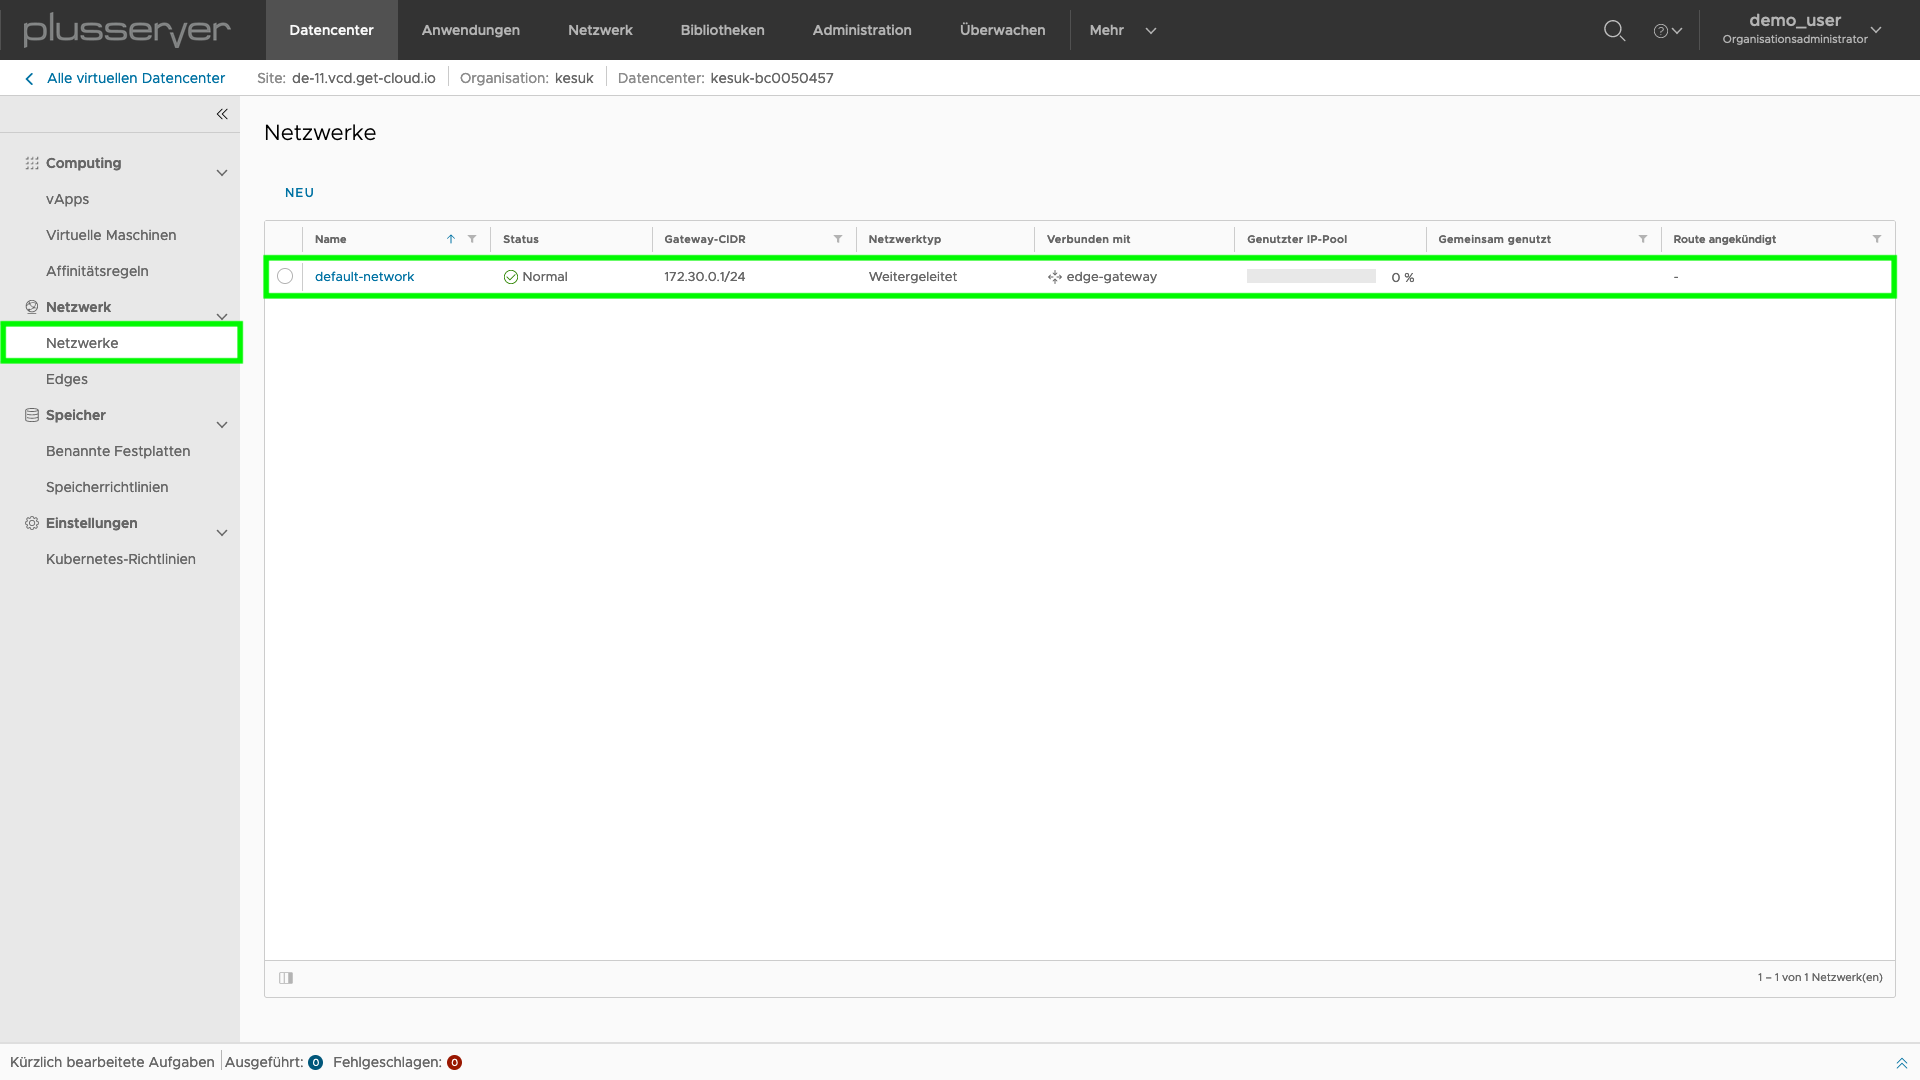 plusserver
Datencenter Anwendungen Netzwerk Bibliotheken Administration Überwachen Mehr
demo_user
Organisationsadministrator
Alle virtuellen Datencenter Site: de-11.vcd.get-cloud.io Organisation: kesuk Datencenter: kesuk-bc0050457
Computing
vApps
Virtuelle Maschinen
Affinitätsregeln
Netzwerk
Netzwerke
Edges
Speicher
Benannte Festplatten
Speicherrichtlinien
Einstellungen
Kubernetes-Richtlinien
Netzwerke
NEU
Name Status Gateway-CIDR Netzwerktyp Verbunden mit Genutzter IP-Pool Gemeinsam genutzt Route angekündigt
default-network Normal 172.30.0.1/24 Weitergeleitet edge-gateway 0 % -
1 – 1 von 1 Netzwerk(en)
Kürzlich bearbeitete Aufgaben Ausgeführt: 0 Fehlgeschlagen: 0